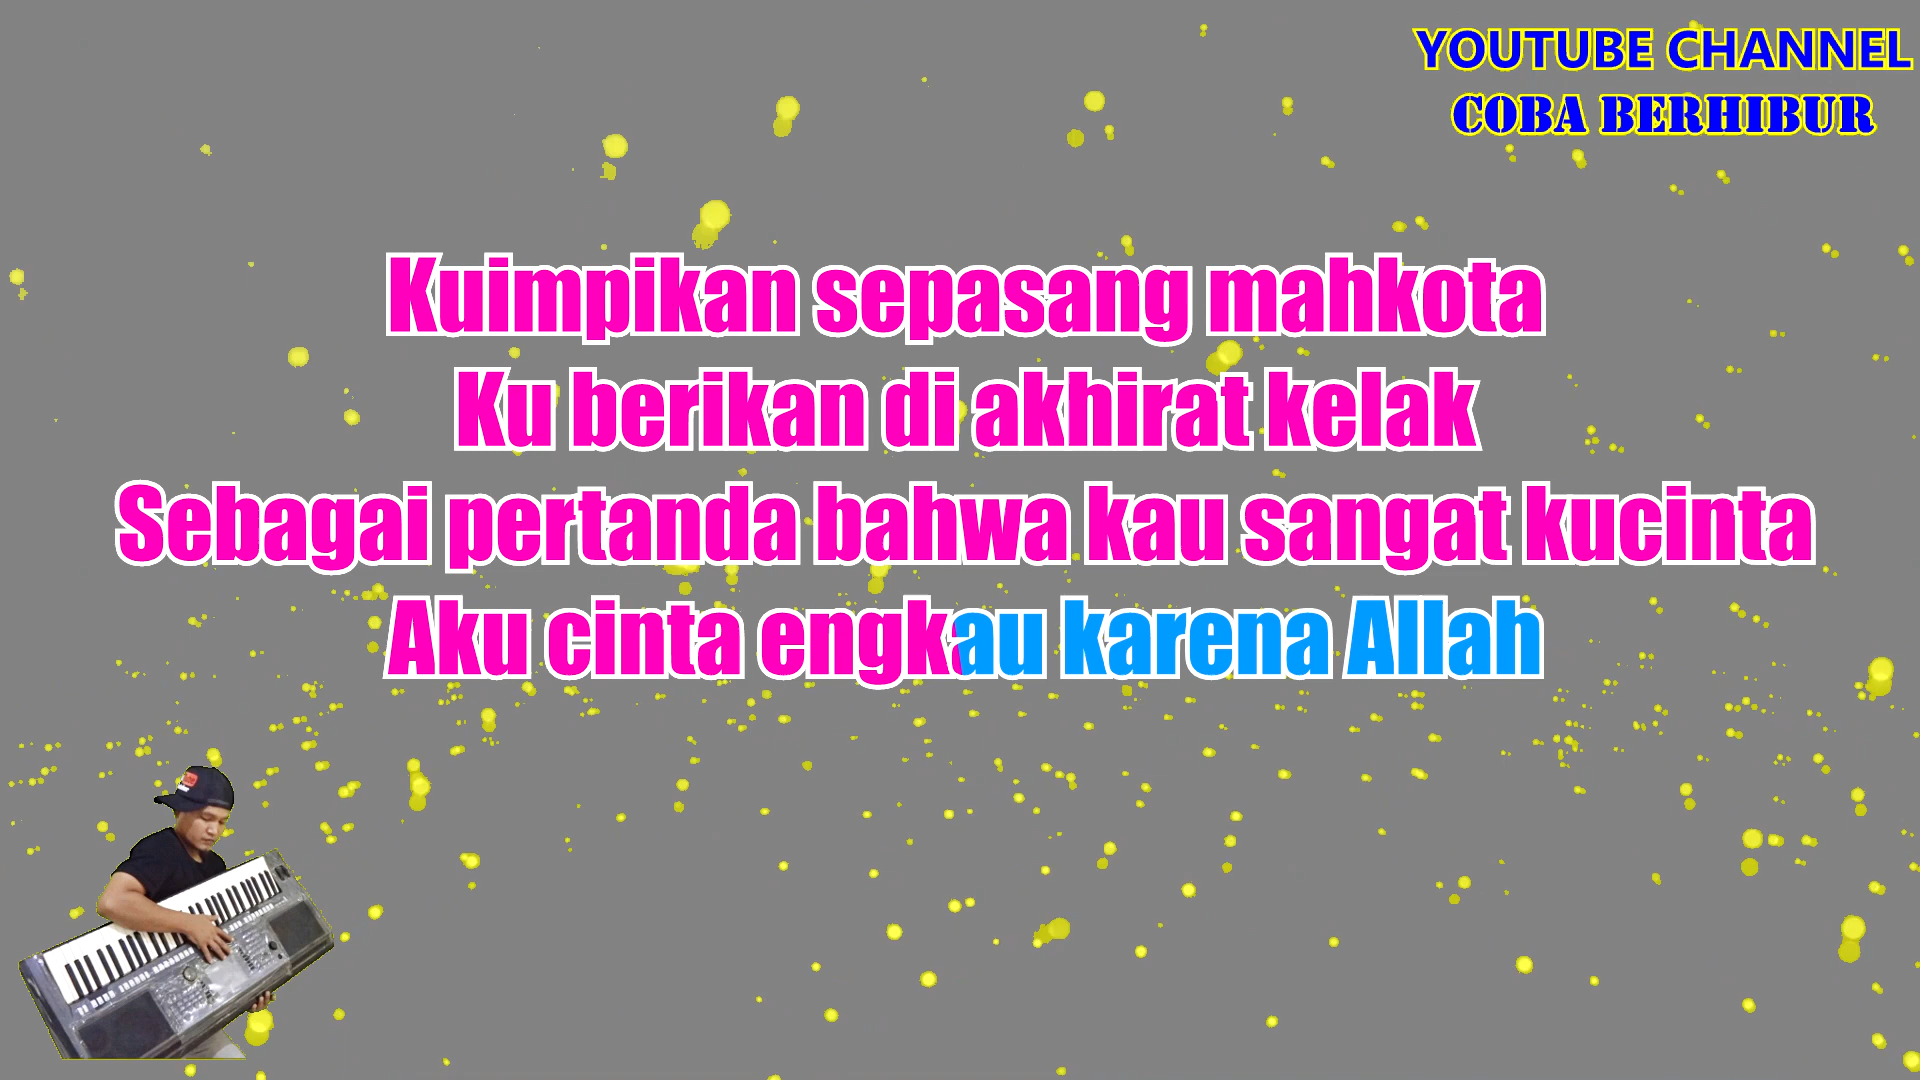 YOUTUBE CHANNEL
COBA BERHIBUR
Kuimpikan sepasang mahkota
Ku berikan di akhirat kelak
Sebagai pertanda bahwa kau sangat kucinta
Aku cinta engkau karena Allah